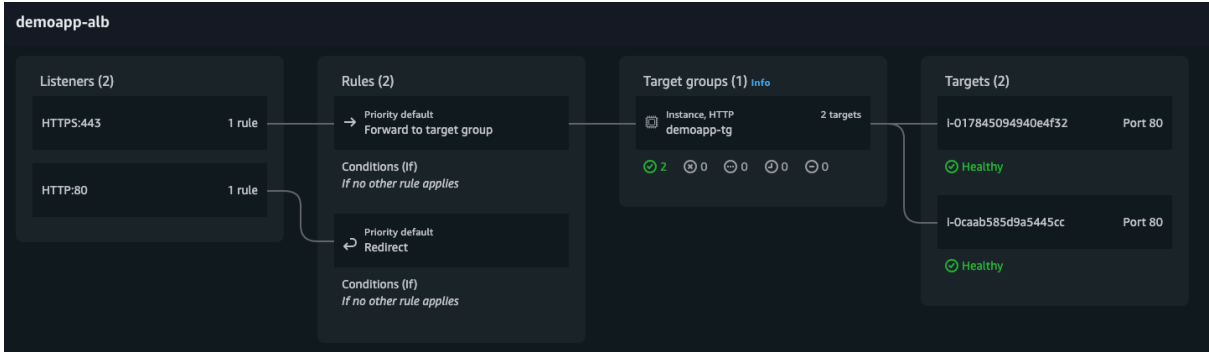 demoapp-alb
Listeners (2)
HTTPS:443 1 rule
HTTP:80 1 rule
Rules (2)
Priority default
Forward to target group
Conditions (If)
If no other rule applies
Priority default
Redirect
Conditions (If)
If no other rule applies
Target groups (1) Info
Instance, HTTP 2 targets
demoapp-tg
2 0 0 0 0
Targets (2)
i-017845094940e4f32 Port 80
Healthy
i-0caab585d9a5445cc Port 80
Healthy